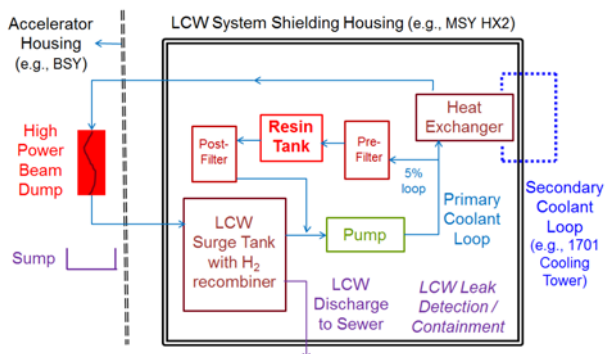 Accelerator
Housing
(e.g., BSY)
LCW System Shielding Housing (e.g., MSY HX2)
High
Power
Beam
Dump
Sump
Post-
Filter
Resin
Tank
Pre-
Filter
5%
loop
Heat
Exchanger
LCW
Surge Tank
with H2
recombiner
Pump
Primary
Coolant
Loop
LCW
Discharge
to Sewer
LCW Leak
Detection /
Containment
Secondary
Coolant
Loop
(e.g., 1701
Cooling
Tower)